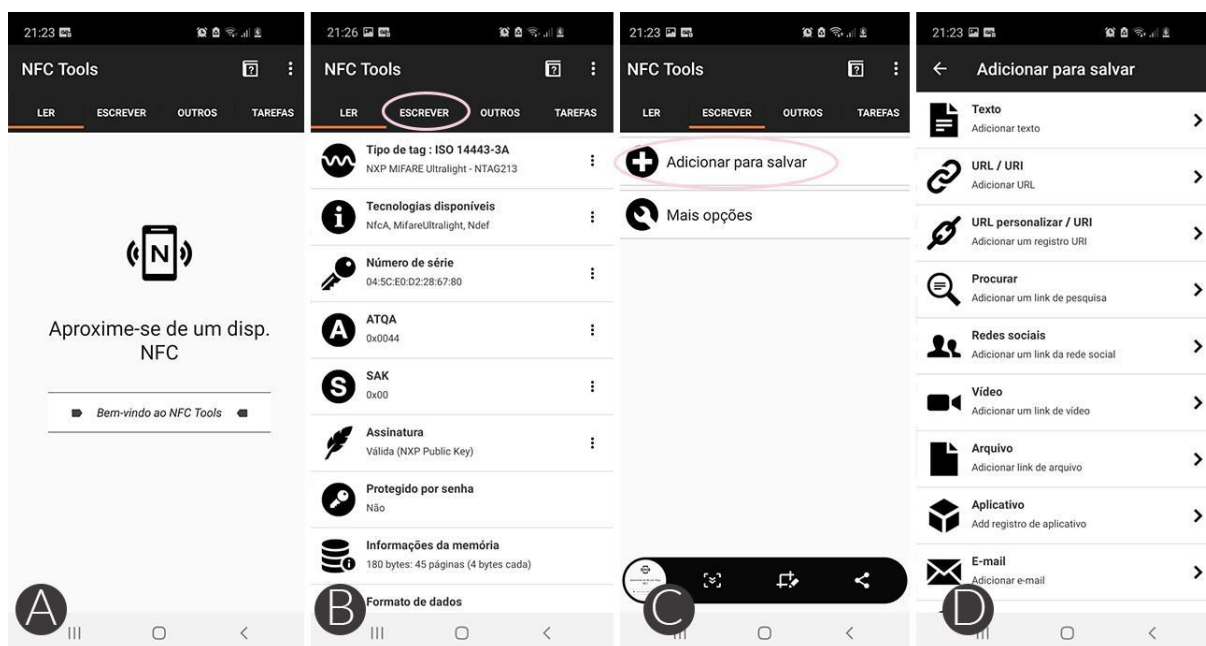 21:23
NFC Tools
LER ESCREVER OUTROS TAREFAS
N
Aproxime-se de um disp.
NFC
Bem-vindo ao NFC Tools
A
21:26
NFC Tools
LER ESCREVER OUTROS TAREFAS
Tipo de tag : ISO 14443-3A
NXP MIFARE Ultralight - NTAG213
Tecnologias disponíveis
NfcA, MifareUltralight, Ndef
Número de série
04:5C:E0:D2:28:67:80
A
ATQA
0x0044
S
SAK
0x00
Assinatura
Válida (NXP Public Key)
Protegido por senha
Não
Informações da memória
180 bytes: 45 páginas (4 bytes cada)
Formato de dados
B
21:23
NFC Tools
LER ESCREVER OUTROS TAREFAS
Adicionar para salvar
Mais opções
C
21:23
Adicionar para salvar
Texto
Adicionar texto
URL / URI
Adicionar URL
URL personalizar / URI
Adicionar um registro URI
Procurar
Adicionar um link de pesquisa
Redes sociais
Adicionar um link da rede social
Vídeo
Adicionar um link de vídeo
Arquivo
Adicionar link de arquivo
Aplicativo
Add registro de aplicativo
E-mail
Adicionar e-mail
D